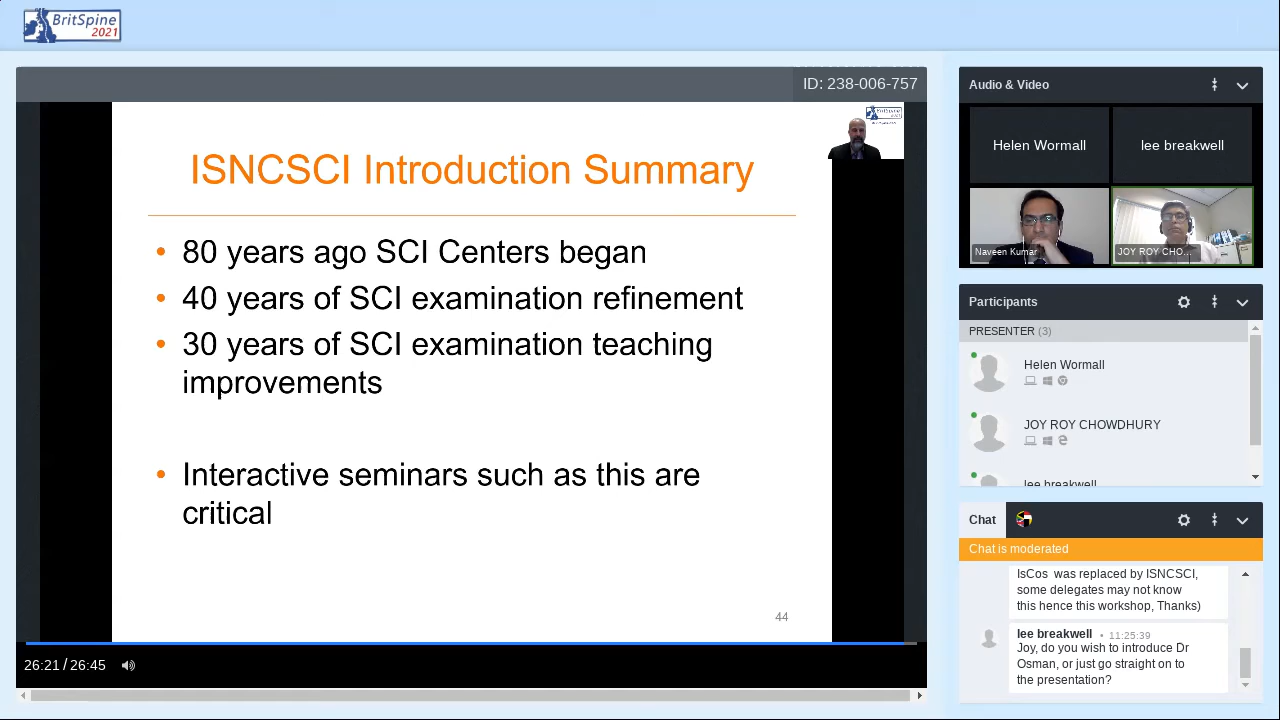 BritSpine
2021
ID: 238-006-757
BritSpine
2021
ISNCSCI Introduction Summary
• 80 years ago SCI Centers began
• 40 years of SCI examination refinement
• 30 years of SCI examination teaching
improvements
• Interactive seminars such as this are
critical
44
26:21 / 26:45
Audio & Video
Helen Wormall
lee breakwell
Naveen Kumar
JOY ROY CHO...
Participants
PRESENTER (3)
Helen Wormall
JOY ROY CHOWDHURY
lee breakwell
Chat
Chat is moderated
IsCos was replaced by ISNCSCI,
some delegates may not know
this hence this workshop, Thanks)
lee breakwell • 11:25:39
Joy, do you wish to introduce Dr
Osman, or just go straight on to
the presentation?